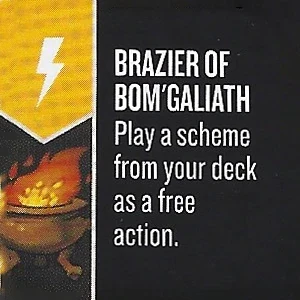 BRAZIER OF
BOM'GALIATH
Play a scheme
from your deck
as a free
action.